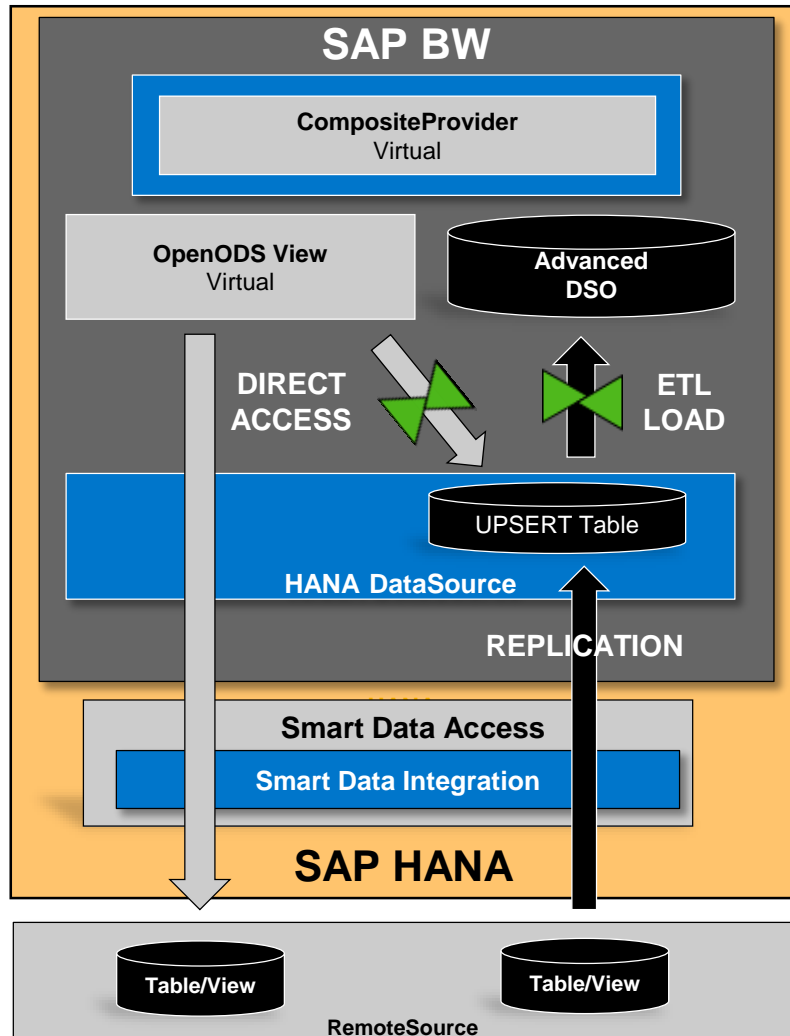 SAP BW
CompositeProvider
Virtual
OpenODS View
Virtual
Advanced
DSO
DIRECT
ACCESS
ETL
LOAD
UPSERT Table
HANA DataSource
REPLICATION
Smart Data Access
Smart Data Integration
SAP HANA
Table/View
Table/View
RemoteSource